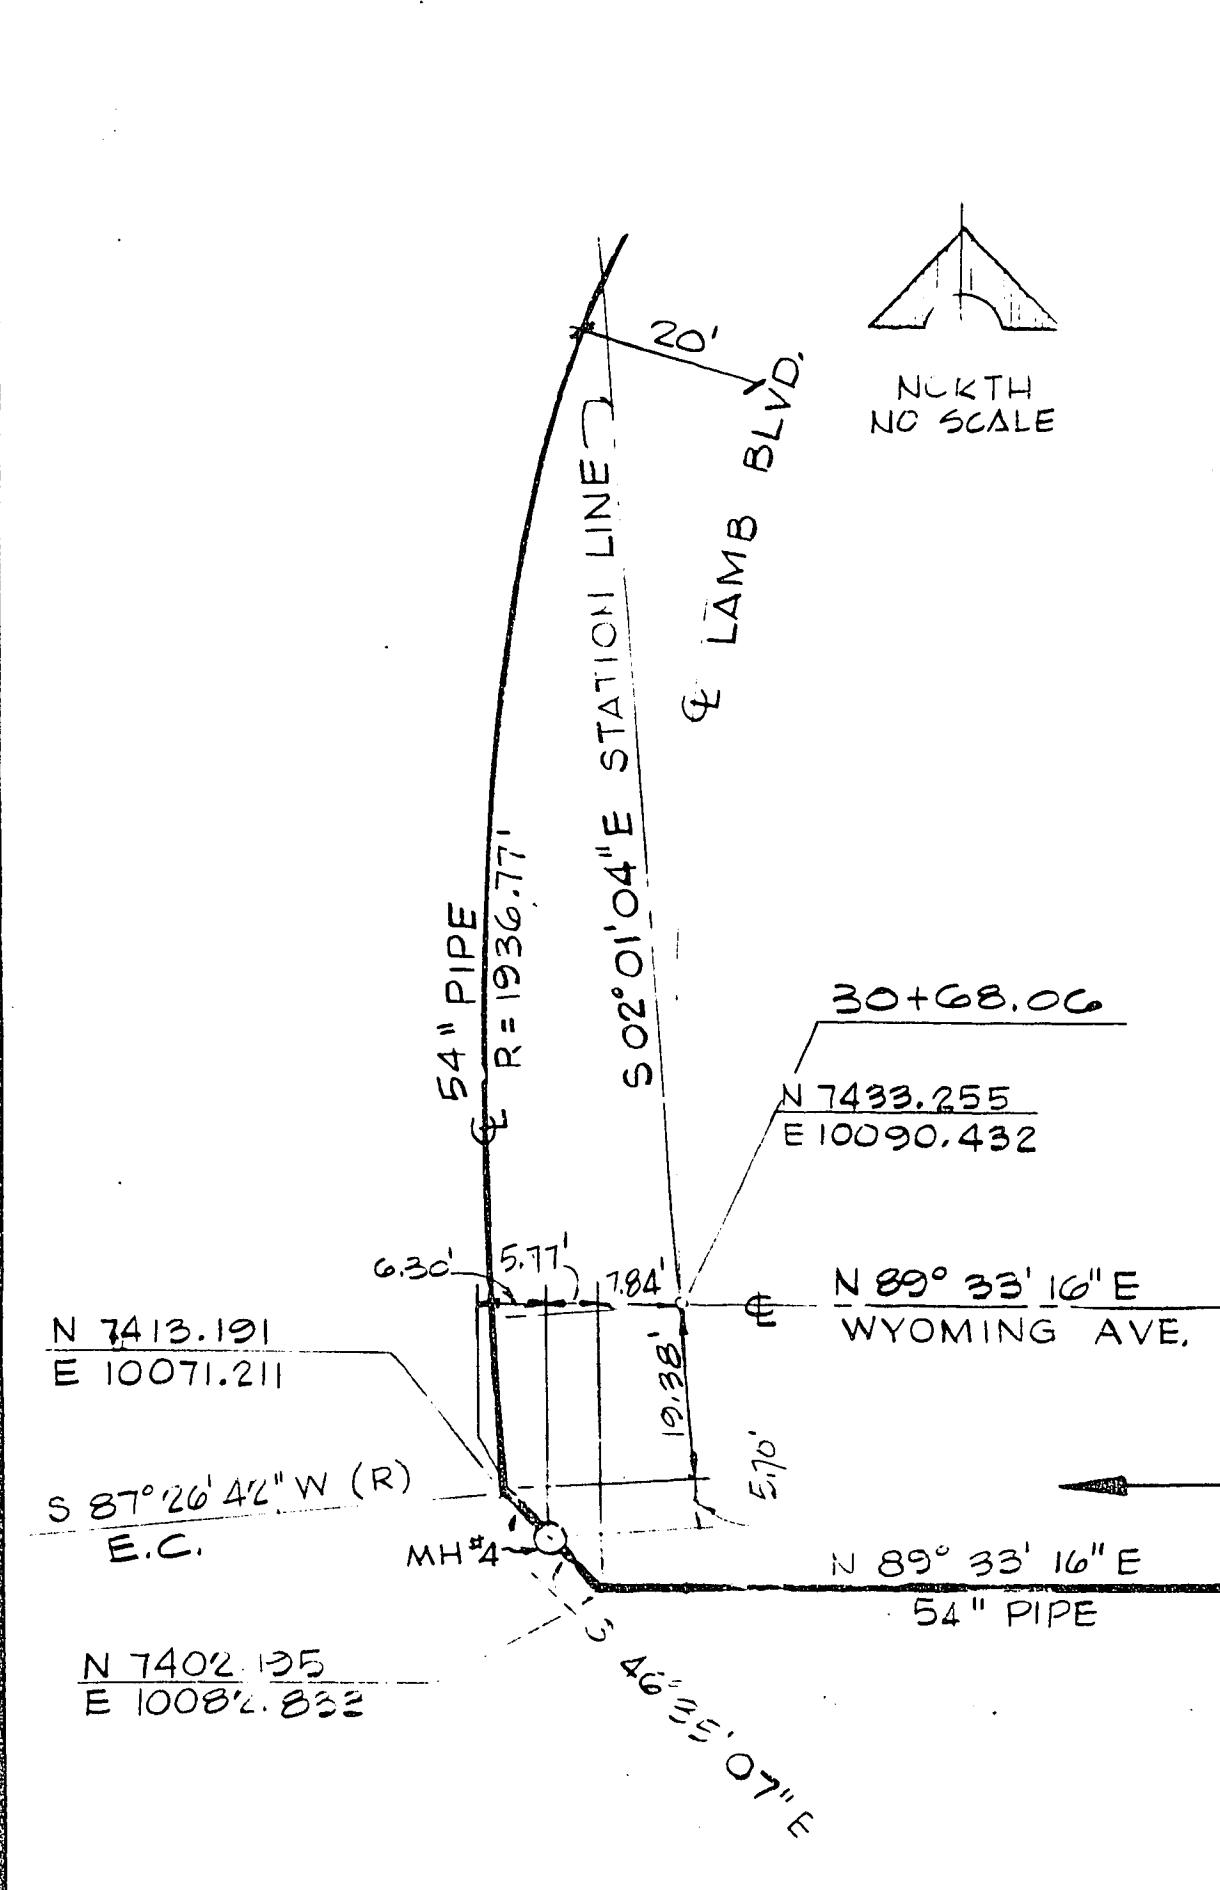 20'
NORTH
NO SCALE
℄ LAMB BLVD.
S 02° 01' 04" E STATION LINE
54" PIPE
R = 1936.77'
℄
30+68.06
N 7433.255
E 10090.432
6.30'
5.77'
7.84'
℄
N 89° 33' 16" E
WYOMING AVE.
N 7413.191
E 10071.211
19.38'
5.70'
S 87° 26' 42" W (R)
E.C.
MH #4
N 89° 33' 16" E
54" PIPE
N 7402.195
E 10082.832
S 46° 35' 07" E